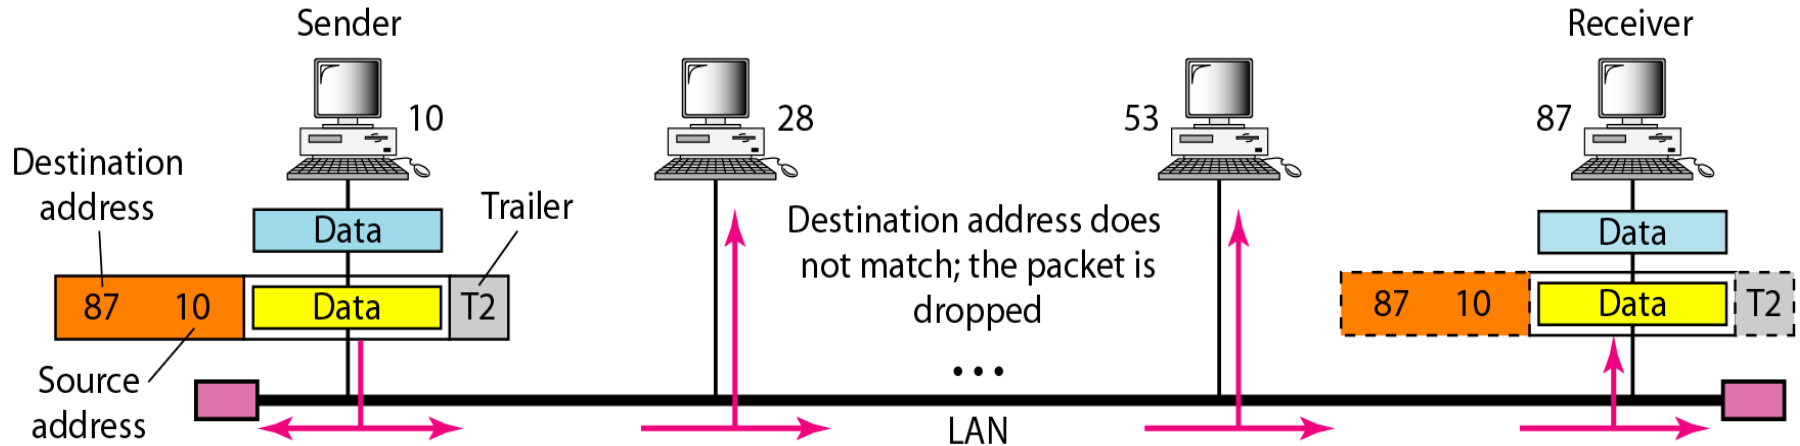 Sender
Receiver
10
28
53
87
Destination
address
Trailer
Data
Destination address does
not match; the packet is
dropped
Data
87 10 Data T2
87 10 Data T2
Source
address
...
LAN